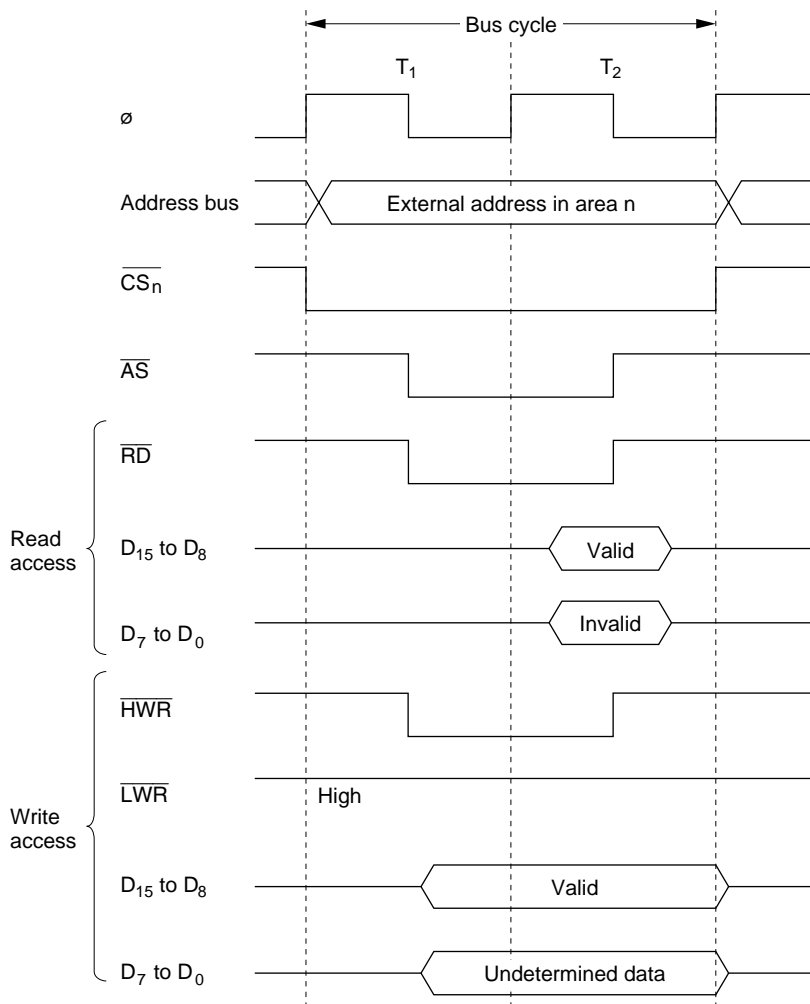 Bus cycle
T1 T2
ø
Address bus External address in area n
CSn
AS
RD
Read access
D15 to D8 Valid
D7 to D0 Invalid
HWR
LWR High
Write access
D15 to D8 Valid
D7 to D0 Undetermined data